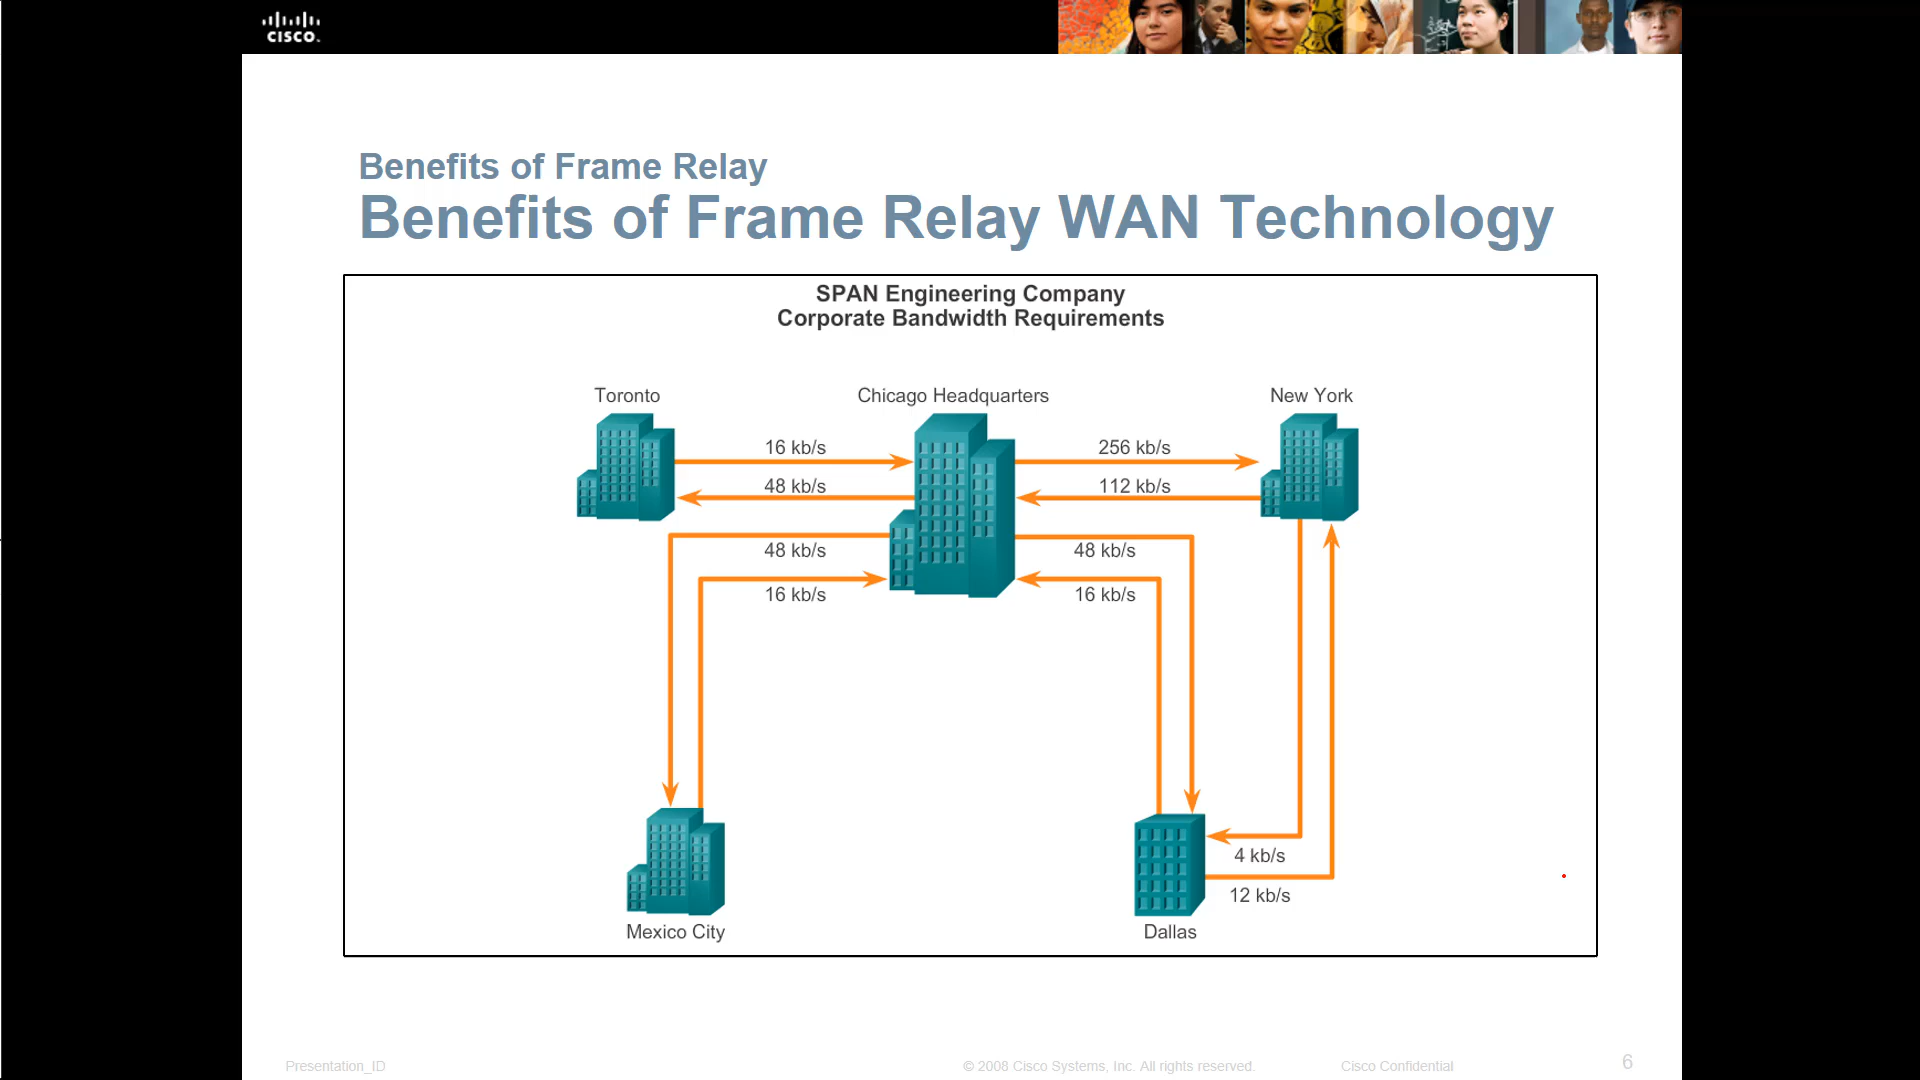 CISCO.
Benefits of Frame Relay
Benefits of Frame Relay WAN Technology
SPAN Engineering Company
Corporate Bandwidth Requirements
Toronto
Chicago Headquarters
New York
16 kb/s
256 kb/s
48 kb/s
112 kb/s
48 kb/s
48 kb/s
16 kb/s
16 kb/s
4 kb/s
12 kb/s
Mexico City
Dallas
Presentation_ID
© 2008 Cisco Systems, Inc. All rights reserved.
Cisco Confidential
6